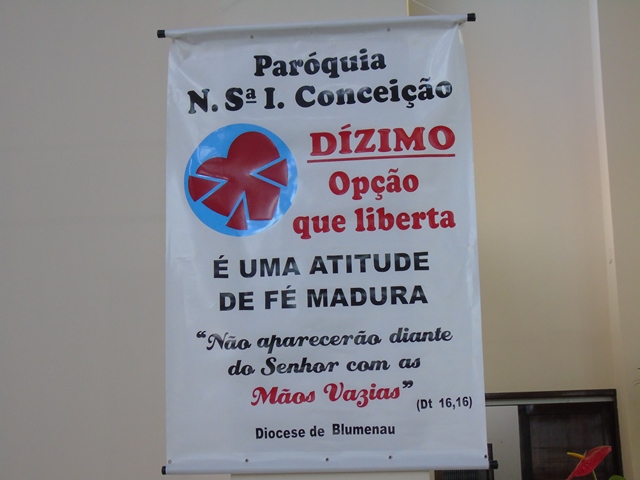 Paróquia
N. Sª I. Conceição
DÍZIMO
Opção
que liberta
É UMA ATITUDE
DE FÉ MADURA
“Não aparecerão diante
do Senhor com as
Mãos Vazias”
(Dt 16,16)
Diocese de Blumenau